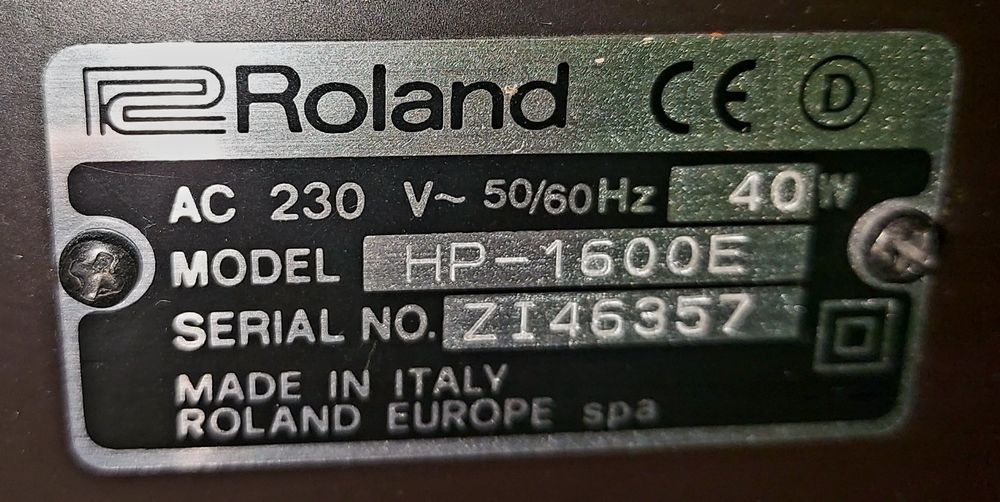 Roland CE D
AC 230 V~ 50/60Hz 40 W
MODEL HP-1600E
SERIAL NO. ZI46357
MADE IN ITALY
ROLAND EUROPE spa